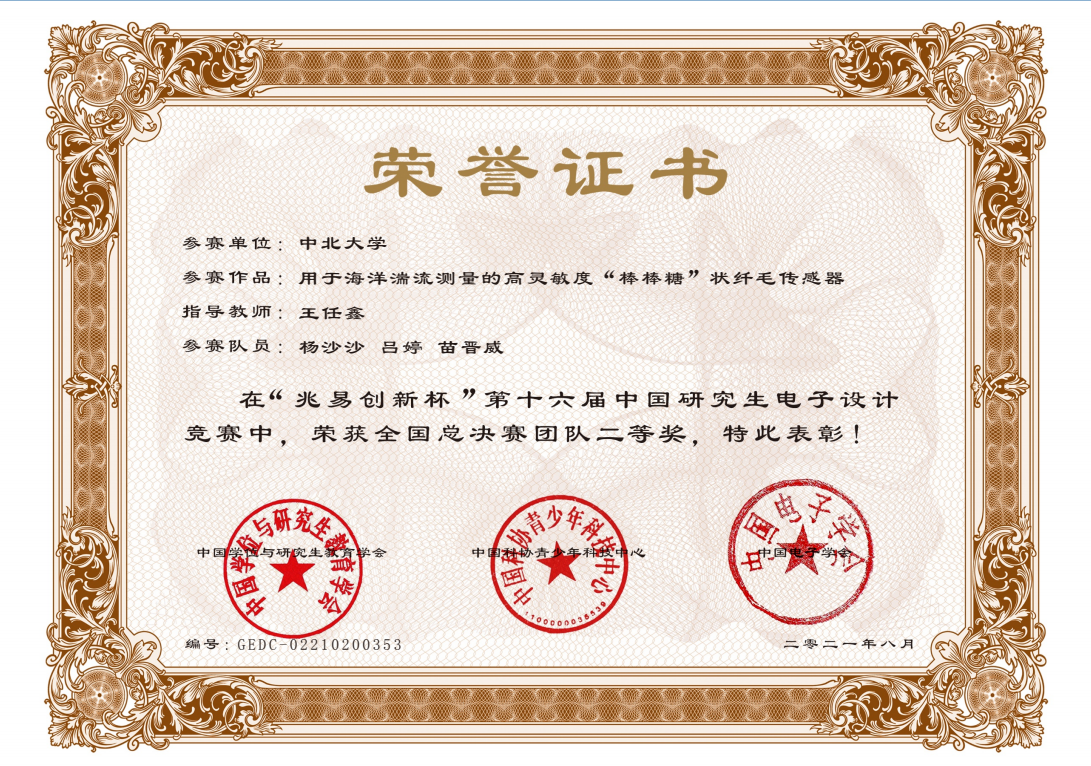 荣誉证书
参赛单位：中北大学
参赛作品：用于海洋湍流测量的高灵敏度“棒棒糖”状纤毛传感器
指导教师：王任鑫
参赛队员：杨沙沙 吕婷 苗晋威
在“兆易创新杯”第十六届中国研究生电子设计
竞赛中，荣获全国总决赛团队二等奖，特此表彰！
中国学位与研究生教育学会
中国学位与研究生教育学会
中国科协青少年科技中心
中国科协青少年科技中心
1100000036539
中国电子学会
中国电子学会
编号：GEDC-02210200353
二零二一年八月